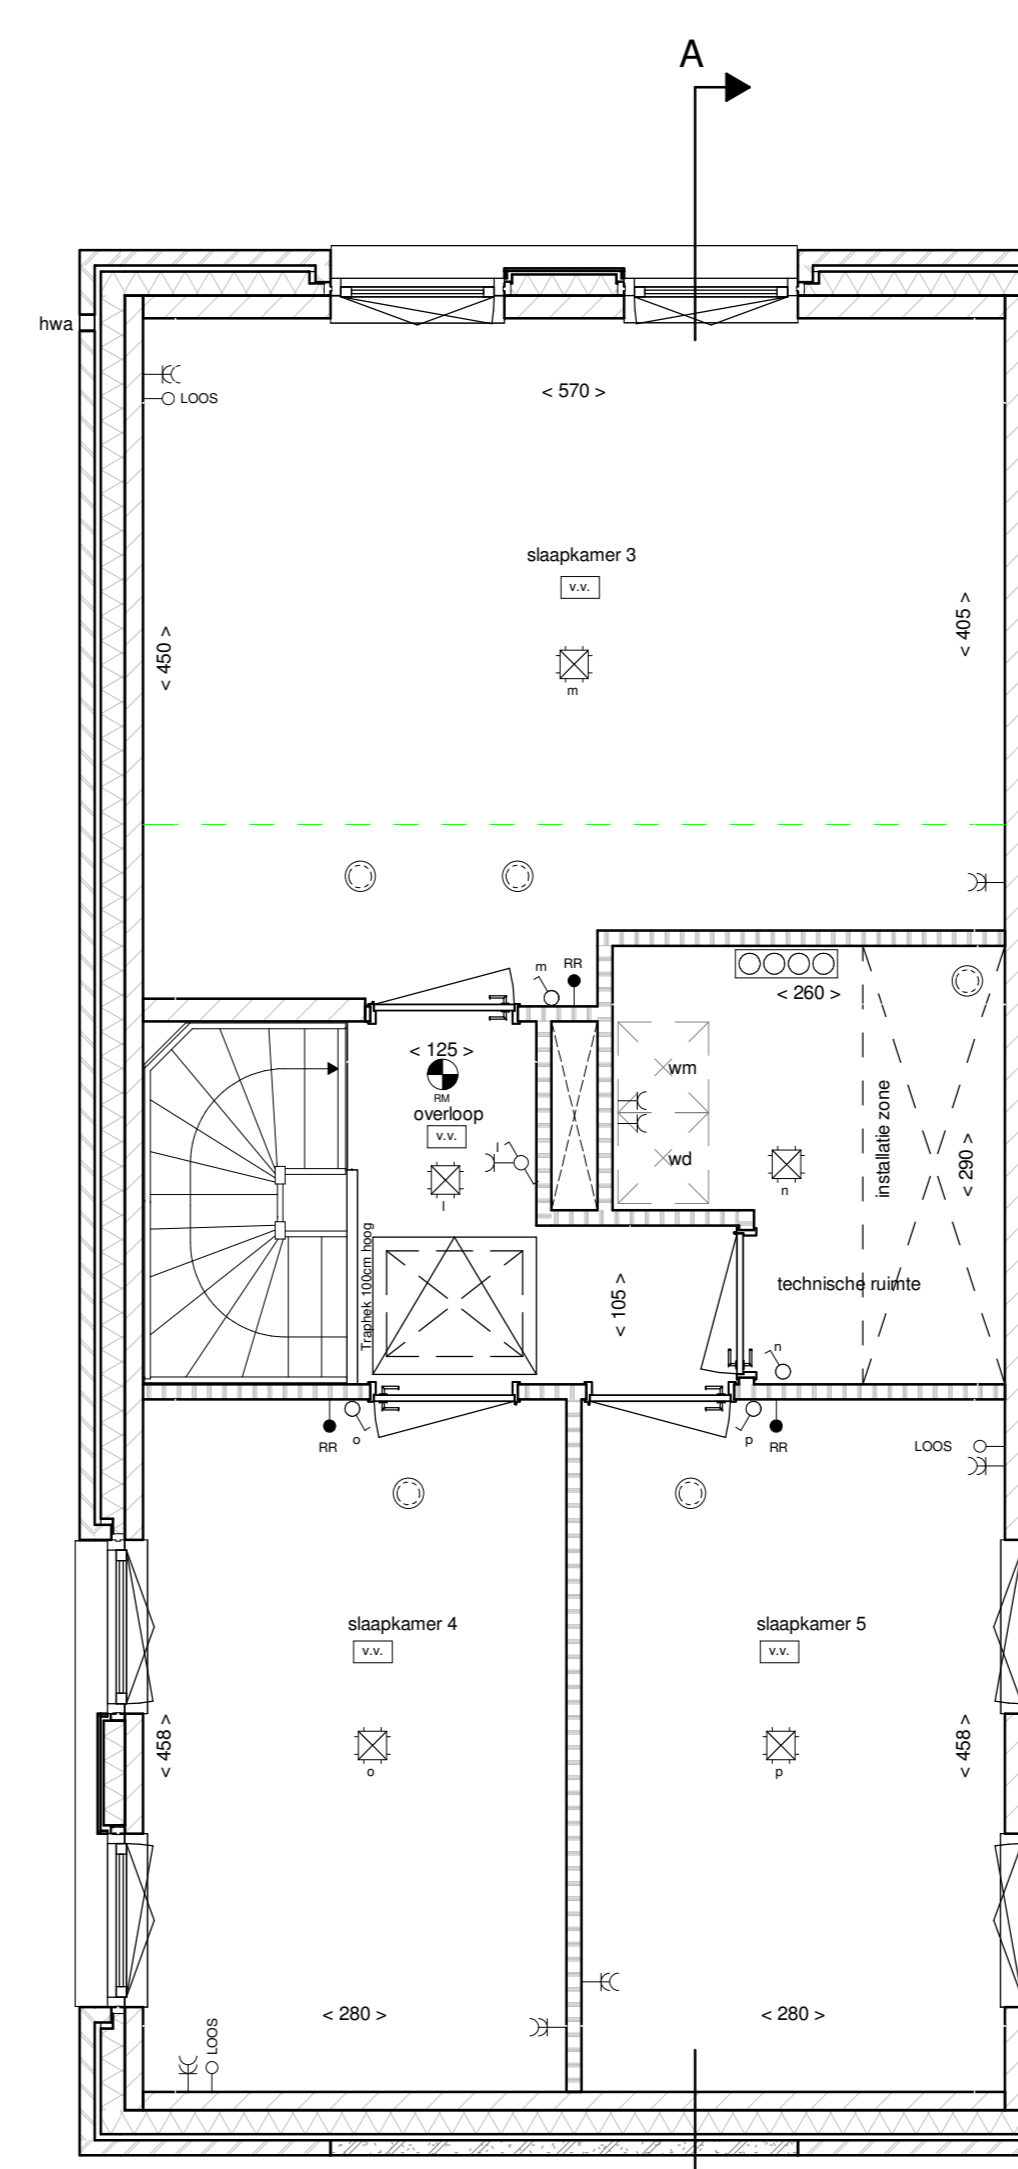 A
hwa
LOOS
< 570 >
slaapkamer 3
v.v.
< 450 >
< 405 >
m
m
RR
< 260 >
< 125 >
RM
overloop
v.v.
l
l
wm
wd
n
installatie zone
< 290 >
Traphek 100cm hoog
< 105 >
technische ruimte
n
RR
o
p
RR
LOOS
slaapkamer 4
v.v.
slaapkamer 5
v.v.
< 458 >
o
p
< 458 >
< 280 >
< 280 >
LOOS